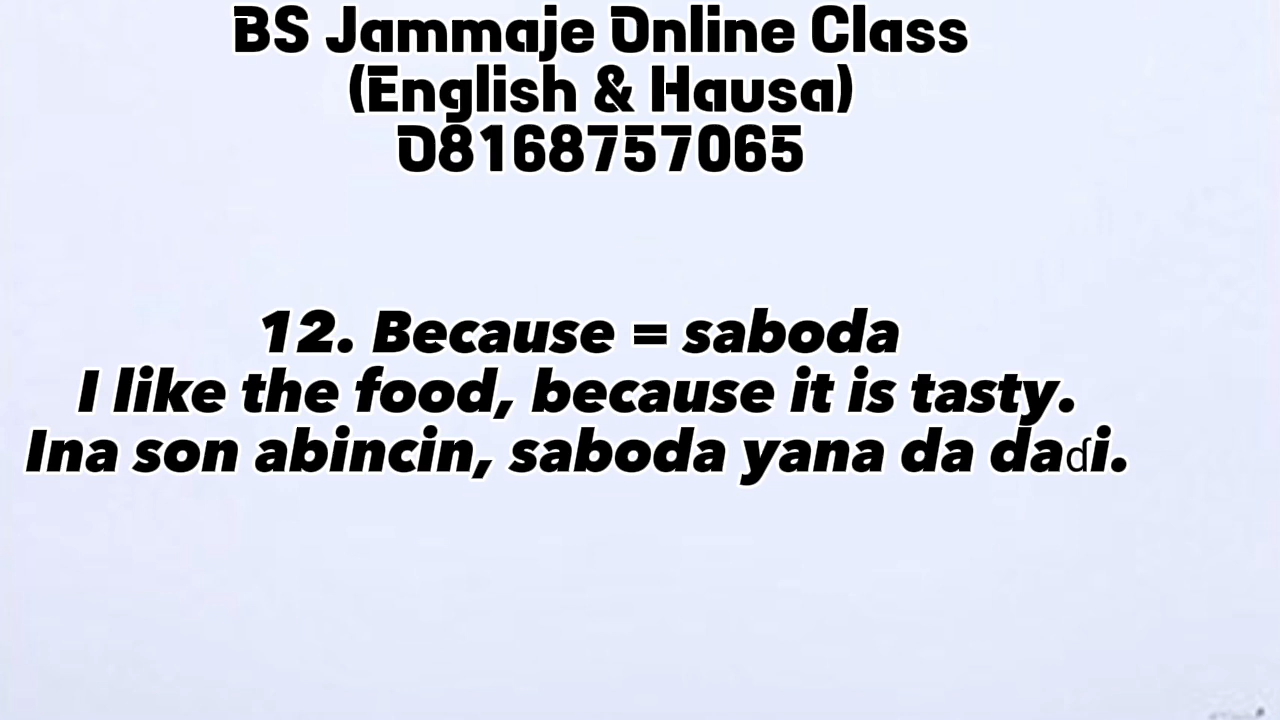 BS Jammaje Online Class
(English & Hausa)
08168757065
12. Because = saboda
I like the food, because it is tasty.
Ina son abincin, saboda yana da daɗi.